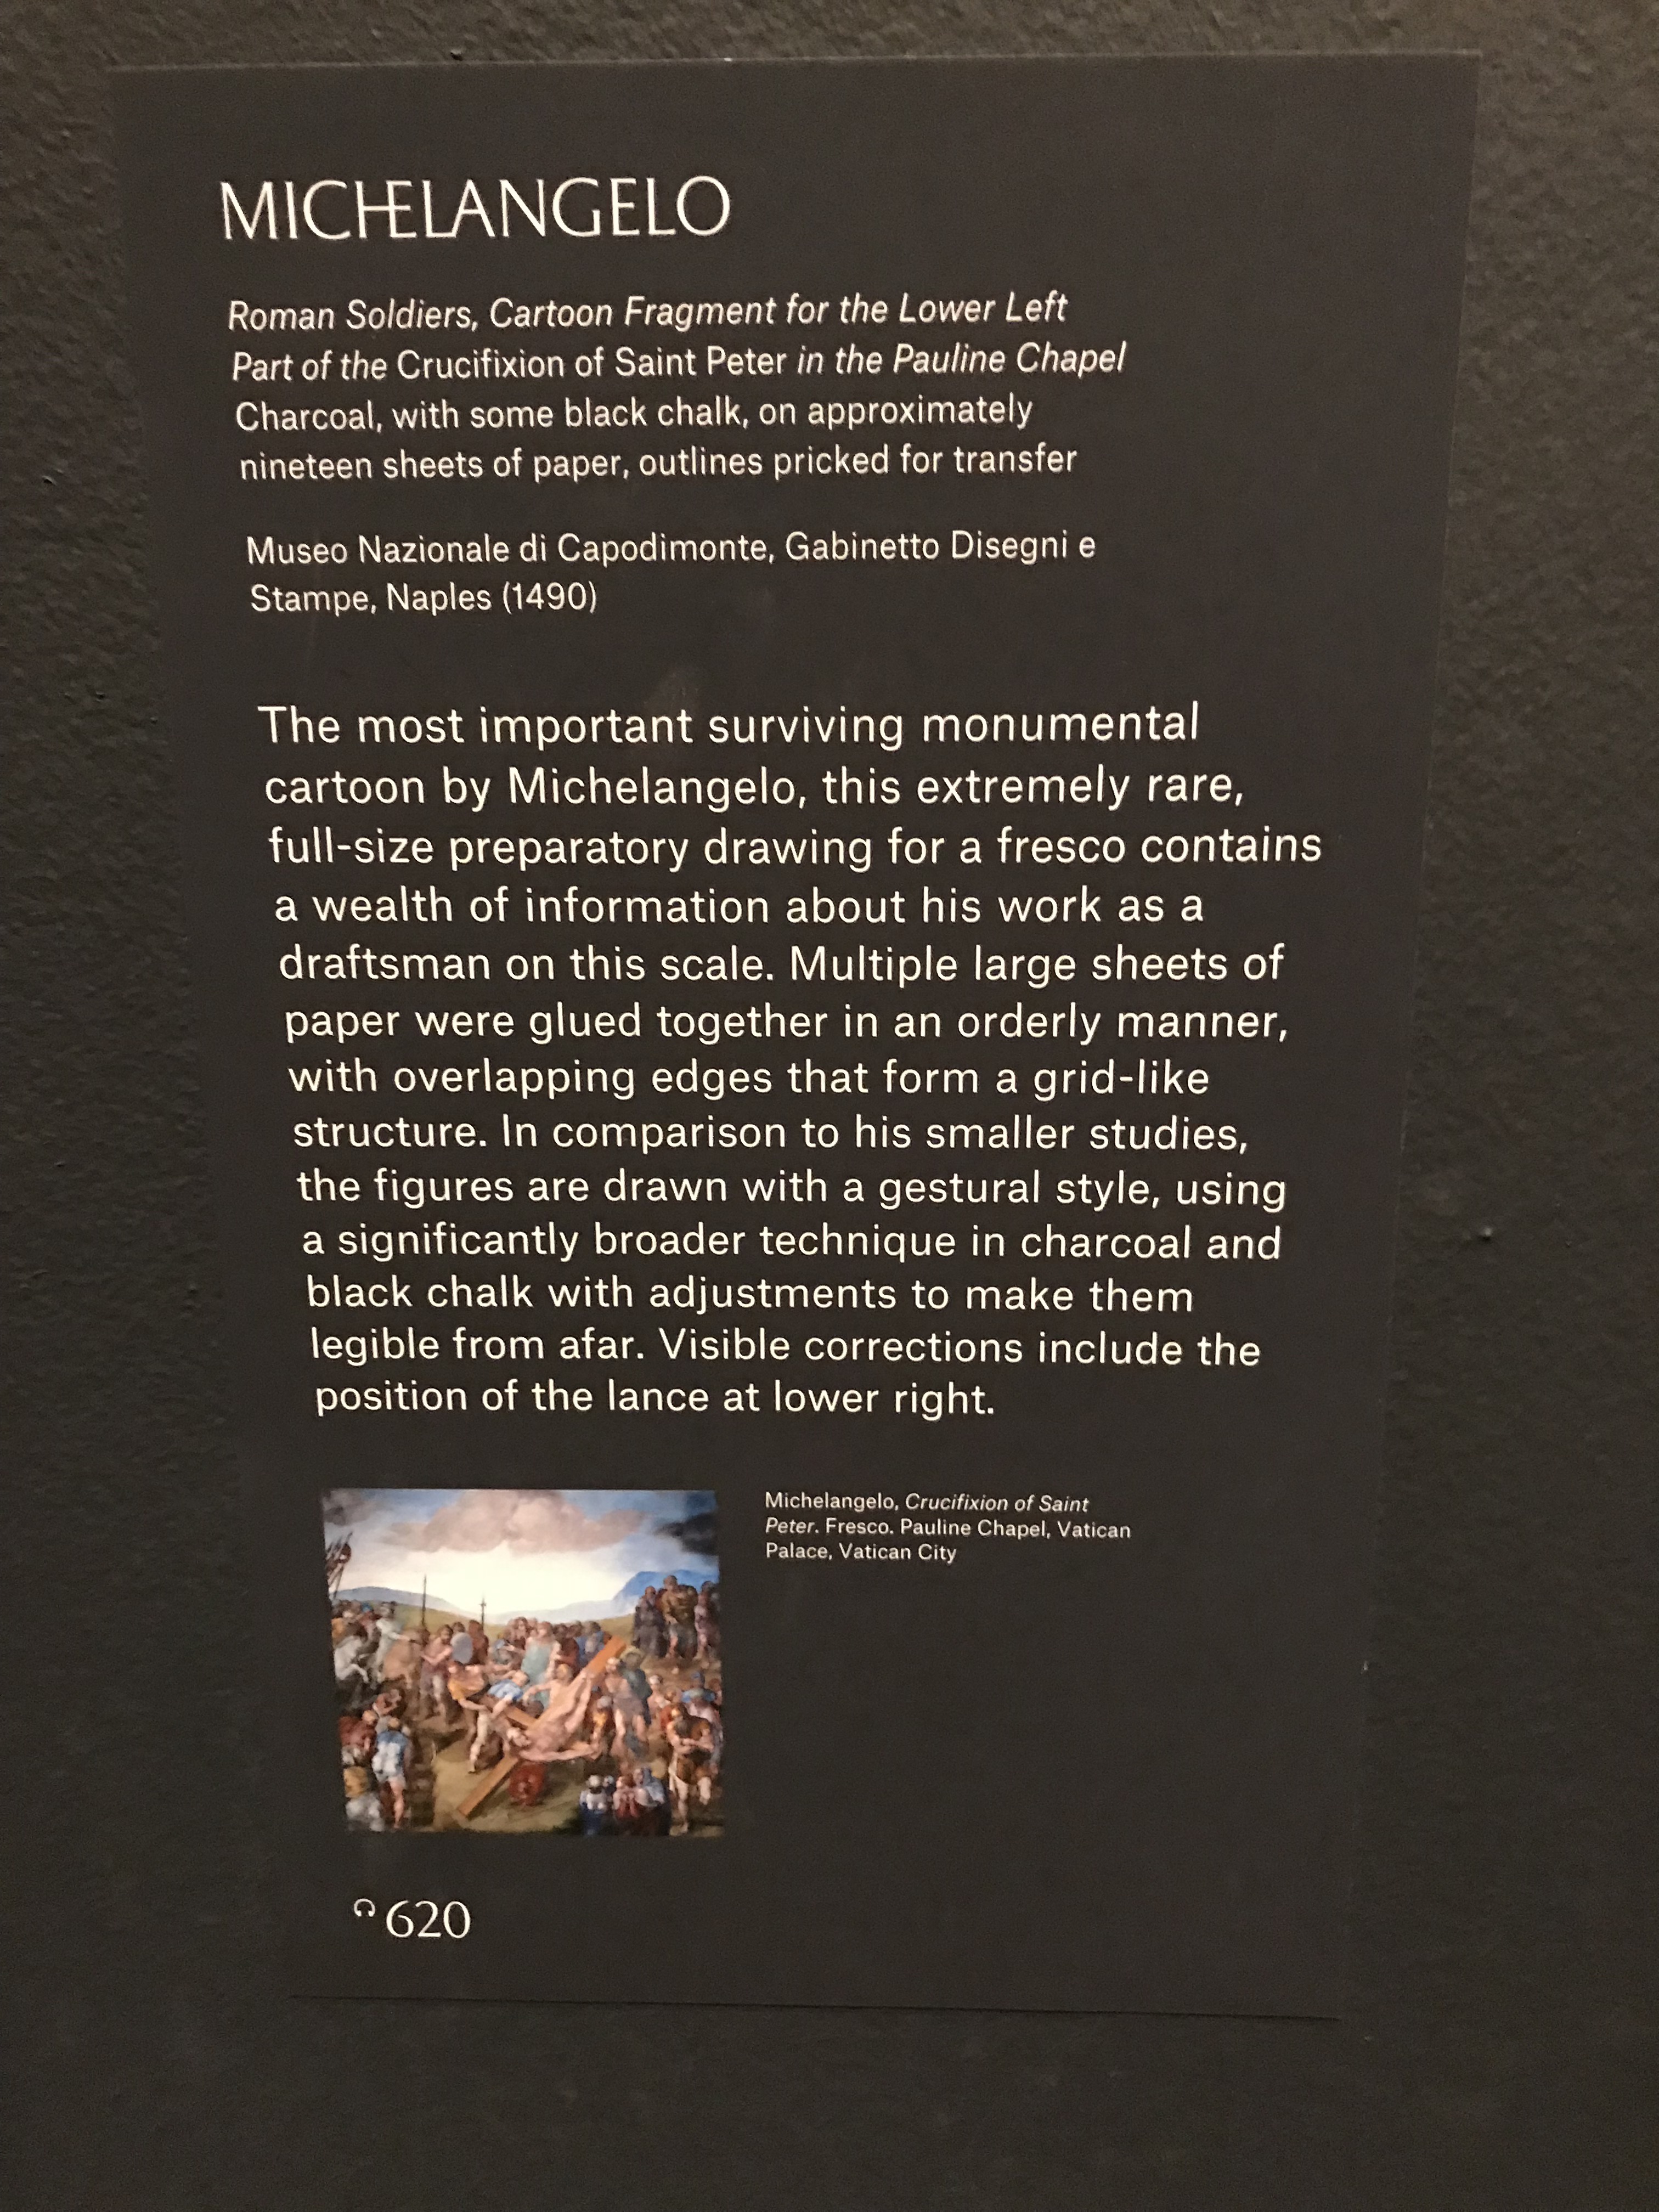 MICHELANGELO
Roman Soldiers, Cartoon Fragment for the Lower Left
Part of the Crucifixion of Saint Peter in the Pauline Chapel
Charcoal, with some black chalk, on approximately
nineteen sheets of paper, outlines pricked for transfer
Museo Nazionale di Capodimonte, Gabinetto Disegni e
Stampe, Naples (1490)
The most important surviving monumental
cartoon by Michelangelo, this extremely rare,
full-size preparatory drawing for a fresco contains
a wealth of information about his work as a
draftsman on this scale. Multiple large sheets of
paper were glued together in an orderly manner,
with overlapping edges that form a grid-like
structure. In comparison to his smaller studies,
the figures are drawn with a gestural style, using
a significantly broader technique in charcoal and
black chalk with adjustments to make them
legible from afar. Visible corrections include the
position of the lance at lower right.
Michelangelo, Crucifixion of Saint
Peter. Fresco. Pauline Chapel, Vatican
Palace, Vatican City
620